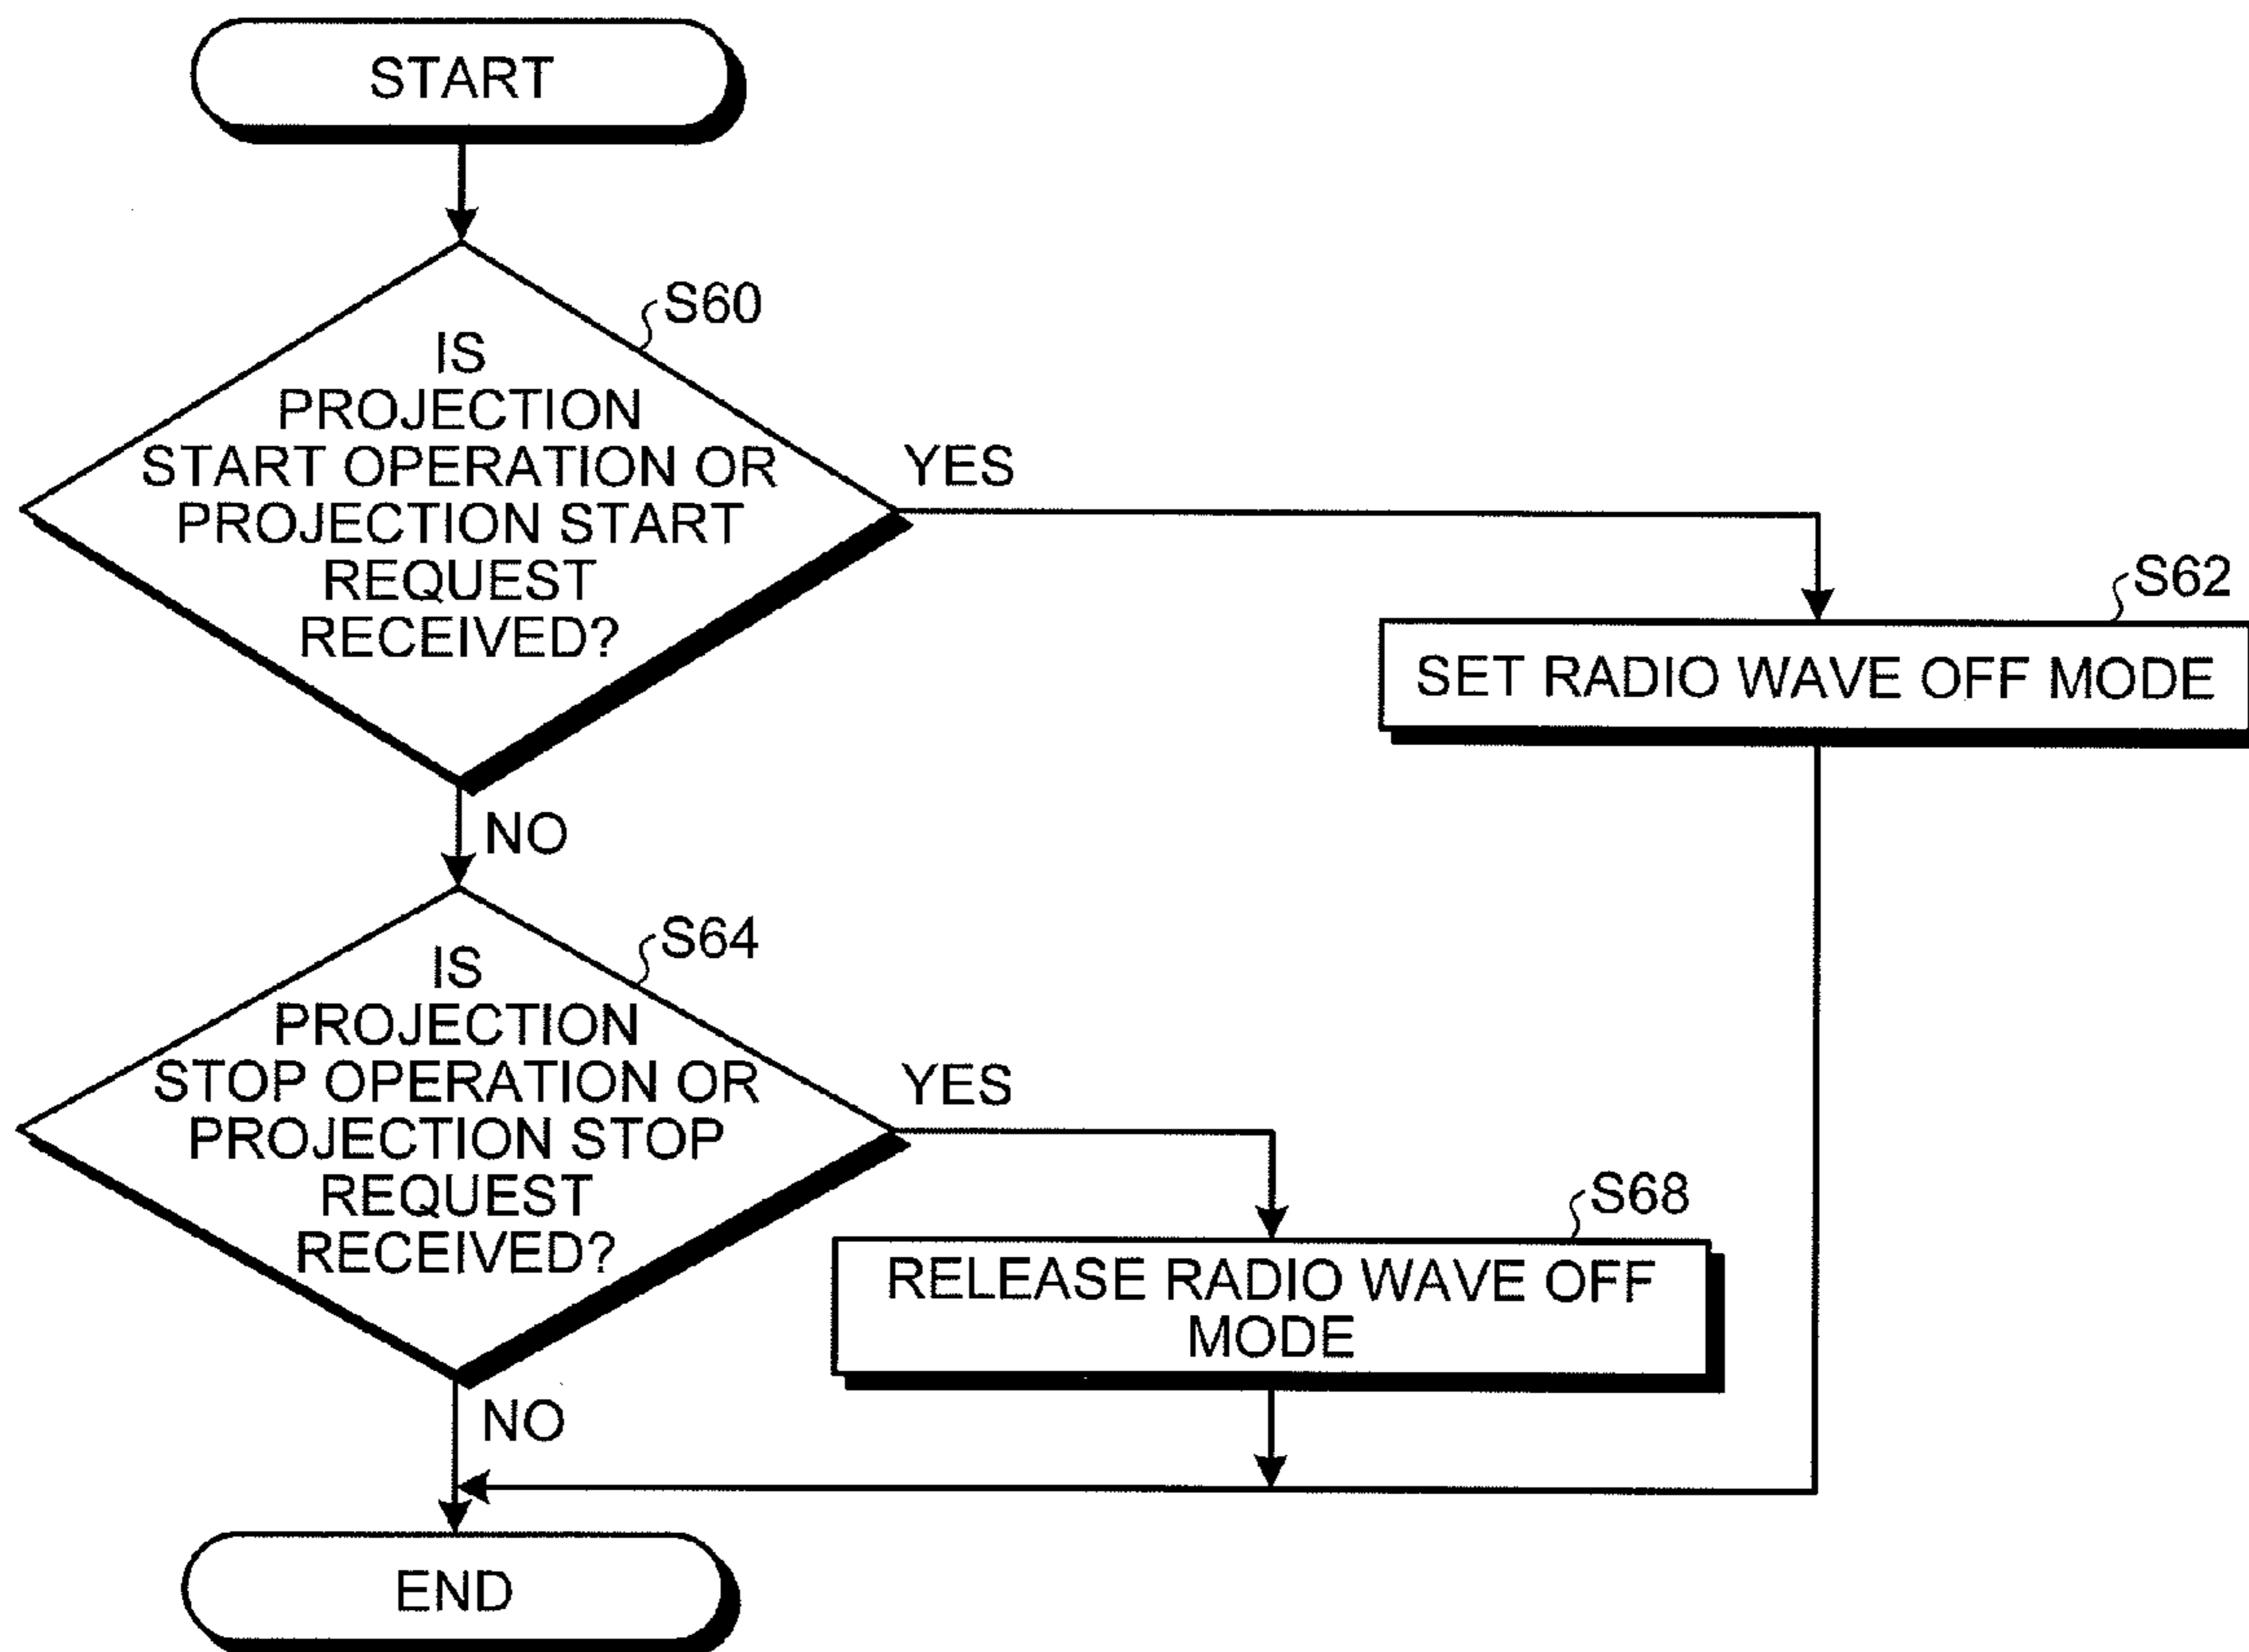 START
S60
IS
PROJECTION
START OPERATION OR
PROJECTION START
REQUEST
RECEIVED?
YES
S62
SET RADIO WAVE OFF MODE
NO
S64
IS
PROJECTION
STOP OPERATION OR
PROJECTION STOP
REQUEST
RECEIVED?
YES
S68
RELEASE RADIO WAVE OFF
MODE
NO
END